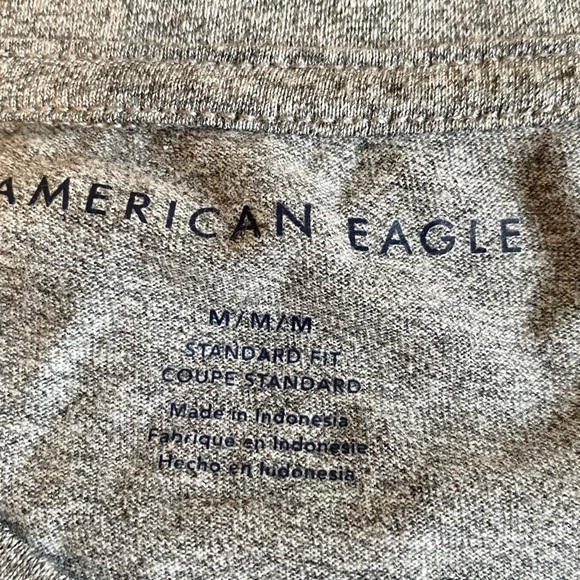 AMERICAN EAGLE
M/M/M
STANDARD FIT
COUPE STANDARD
Made in Indonesia
Fabriqué en Indonésie
Hecho en Indonesia